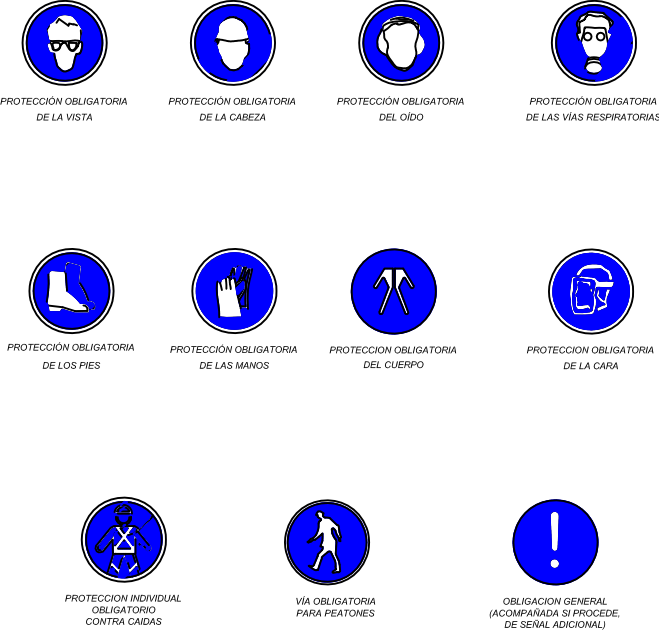 PROTECCIÓN OBLIGATORIA
DE LA VISTA
PROTECCIÓN OBLIGATORIA
DE LA CABEZA
PROTECCIÓN OBLIGATORIA
DEL OÍDO
PROTECCIÓN OBLIGATORIA
DE LAS VÍAS RESPIRATORIAS
PROTECCIÓN OBLIGATORIA
DE LOS PIES
PROTECCIÓN OBLIGATORIA
DE LAS MANOS
PROTECCION OBLIGATORIA
DEL CUERPO
PROTECCION OBLIGATORIA
DE LA CARA
PROTECCION INDIVIDUAL
OBLIGATORIO
CONTRA CAIDAS
VÍA OBLIGATORIA
PARA PEATONES
!
OBLIGACION GENERAL
(ACOMPAÑADA SI PROCEDE,
DE SEÑAL ADICIONAL)